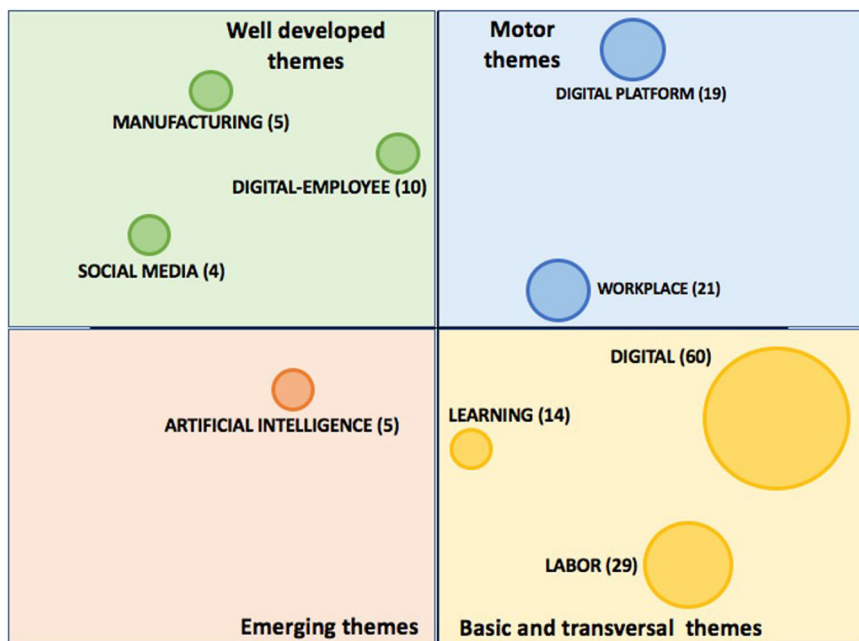 Well developed
themes
MANUFACTURING (5)
DIGITAL-EMPLOYEE (10)
SOCIAL MEDIA (4)
Motor
themes
DIGITAL PLATFORM (19)
WORKPLACE (21)
ARTIFICIAL INTELLIGENCE (5)
Emerging themes
DIGITAL (60)
LEARNING (14)
LABOR (29)
Basic and transversal themes